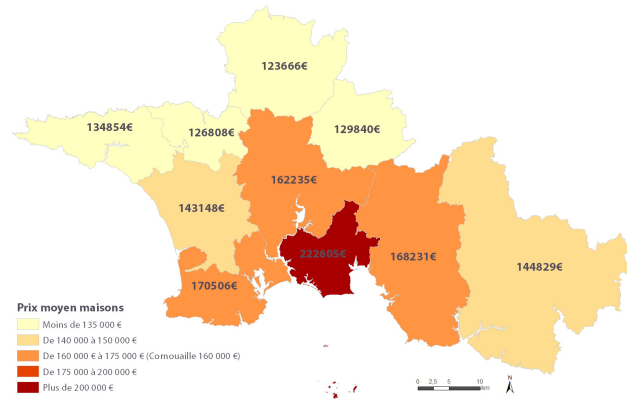 123666€
134854€
126808€
129840€
162235€
143148€
222605€
168231€
144829€
170506€
Prix moyen maisons
Moins de 135 000 €
De 140 000 à 150 000 €
De 160 000 € à 175 000 € (Cornouaille 160 000 €)
De 175 000 à 200 000 €
Plus de 200 000 €
0 2,5 5 10
km
N